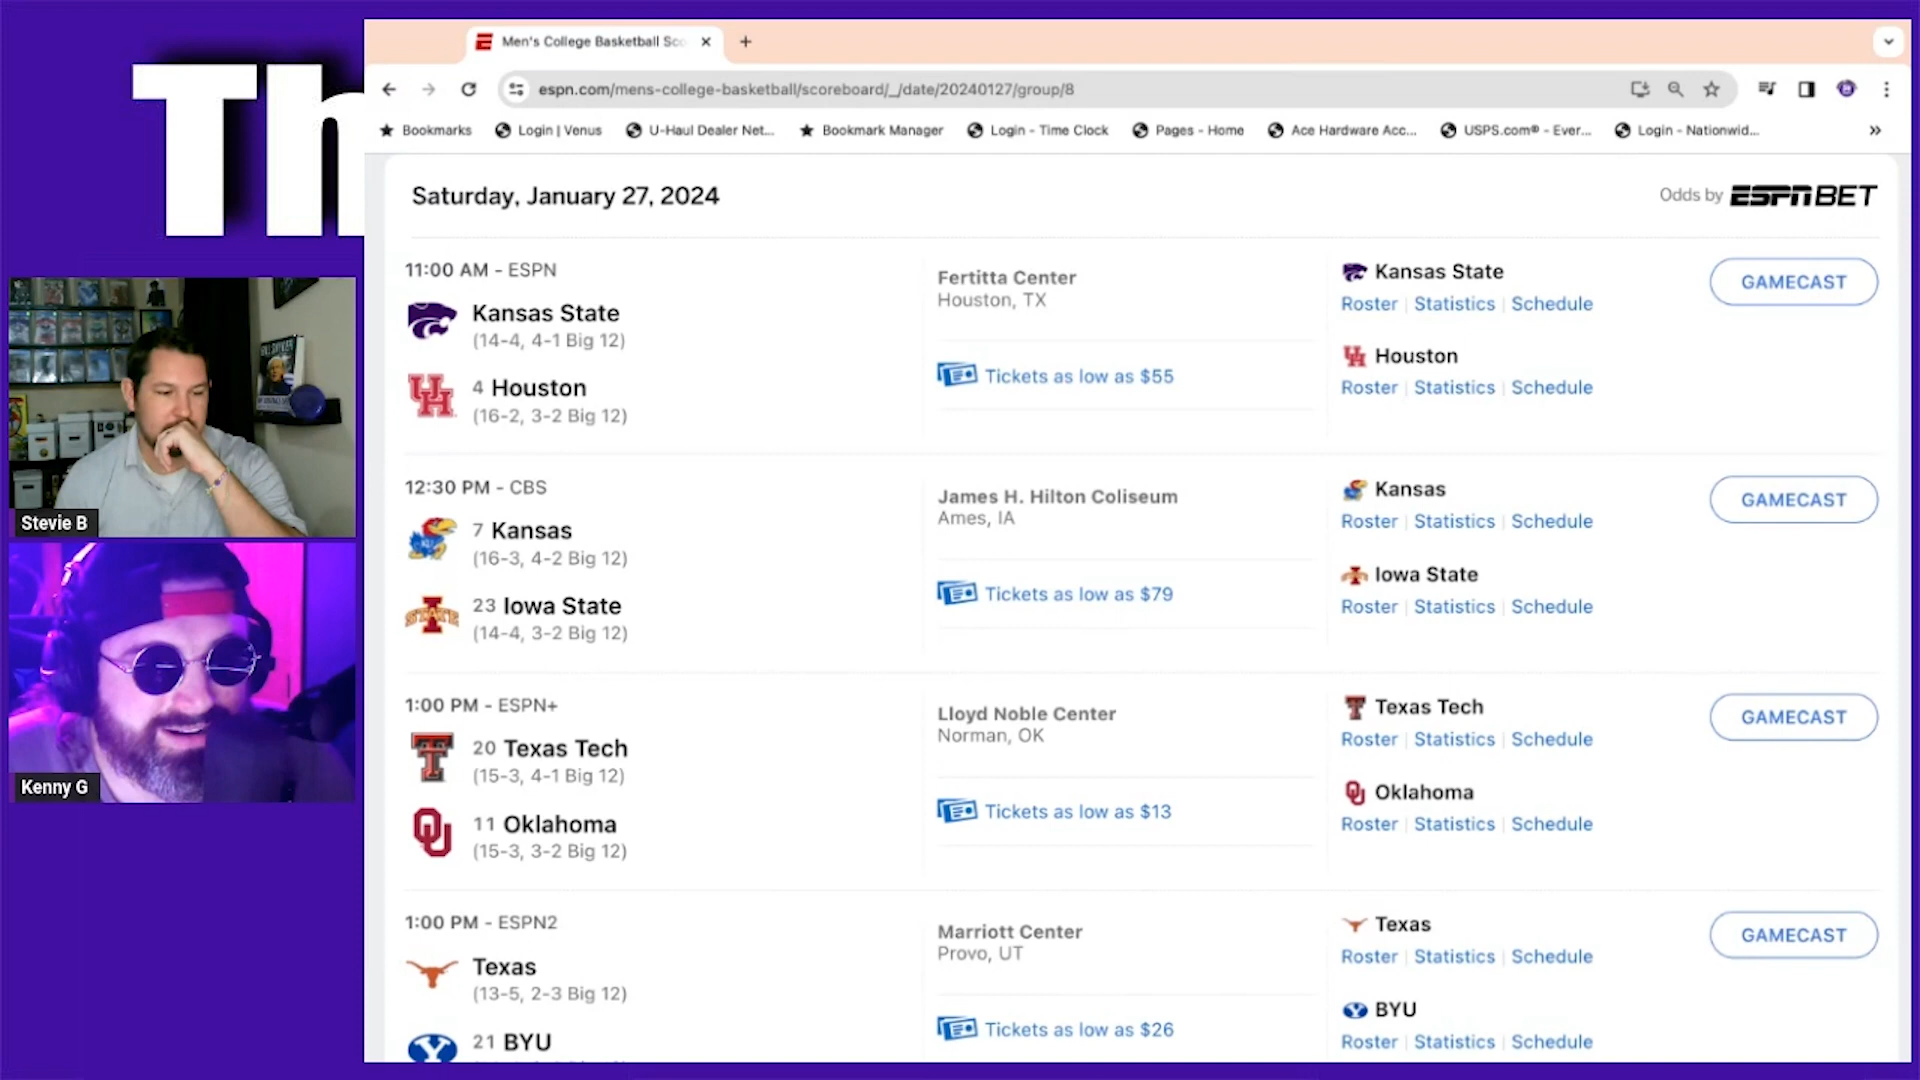 Th
Men's College Basketball Sco
espn.com/mens-college-basketball/scoreboard/_/date/20240127/group/8
Bookmarks
Login | Venus
U-Haul Dealer Net...
Bookmark Manager
Login - Time Clock
Pages - Home
Ace Hardware Acc...
USPS.com® - Ever...
Login - Nationwid...
Saturday, January 27, 2024
Odds by ESPN BET
11:00 AM - ESPN
Kansas State
(14-4, 4-1 Big 12)
4 Houston
(16-2, 3-2 Big 12)
Fertitta Center
Houston, TX
Tickets as low as $55
Kansas State
Roster | Statistics | Schedule
Houston
Roster | Statistics | Schedule
GAMECAST
12:30 PM - CBS
7 Kansas
(16-3, 4-2 Big 12)
STATE
23 Iowa State
(14-4, 3-2 Big 12)
James H. Hilton Coliseum
Ames, IA
Tickets as low as $79
Kansas
Roster | Statistics | Schedule
Iowa State
Roster | Statistics | Schedule
GAMECAST
1:00 PM - ESPN+
20 Texas Tech
(15-3, 4-1 Big 12)
11 Oklahoma
(15-3, 3-2 Big 12)
Lloyd Noble Center
Norman, OK
Tickets as low as $13
Texas Tech
Roster | Statistics | Schedule
Oklahoma
Roster | Statistics | Schedule
GAMECAST
1:00 PM - ESPN2
Texas
(13-5, 2-3 Big 12)
21 BYU
Marriott Center
Provo, UT
Tickets as low as $26
Texas
Roster | Statistics | Schedule
BYU
Roster | Statistics | Schedule
GAMECAST
Stevie B
Kenny G